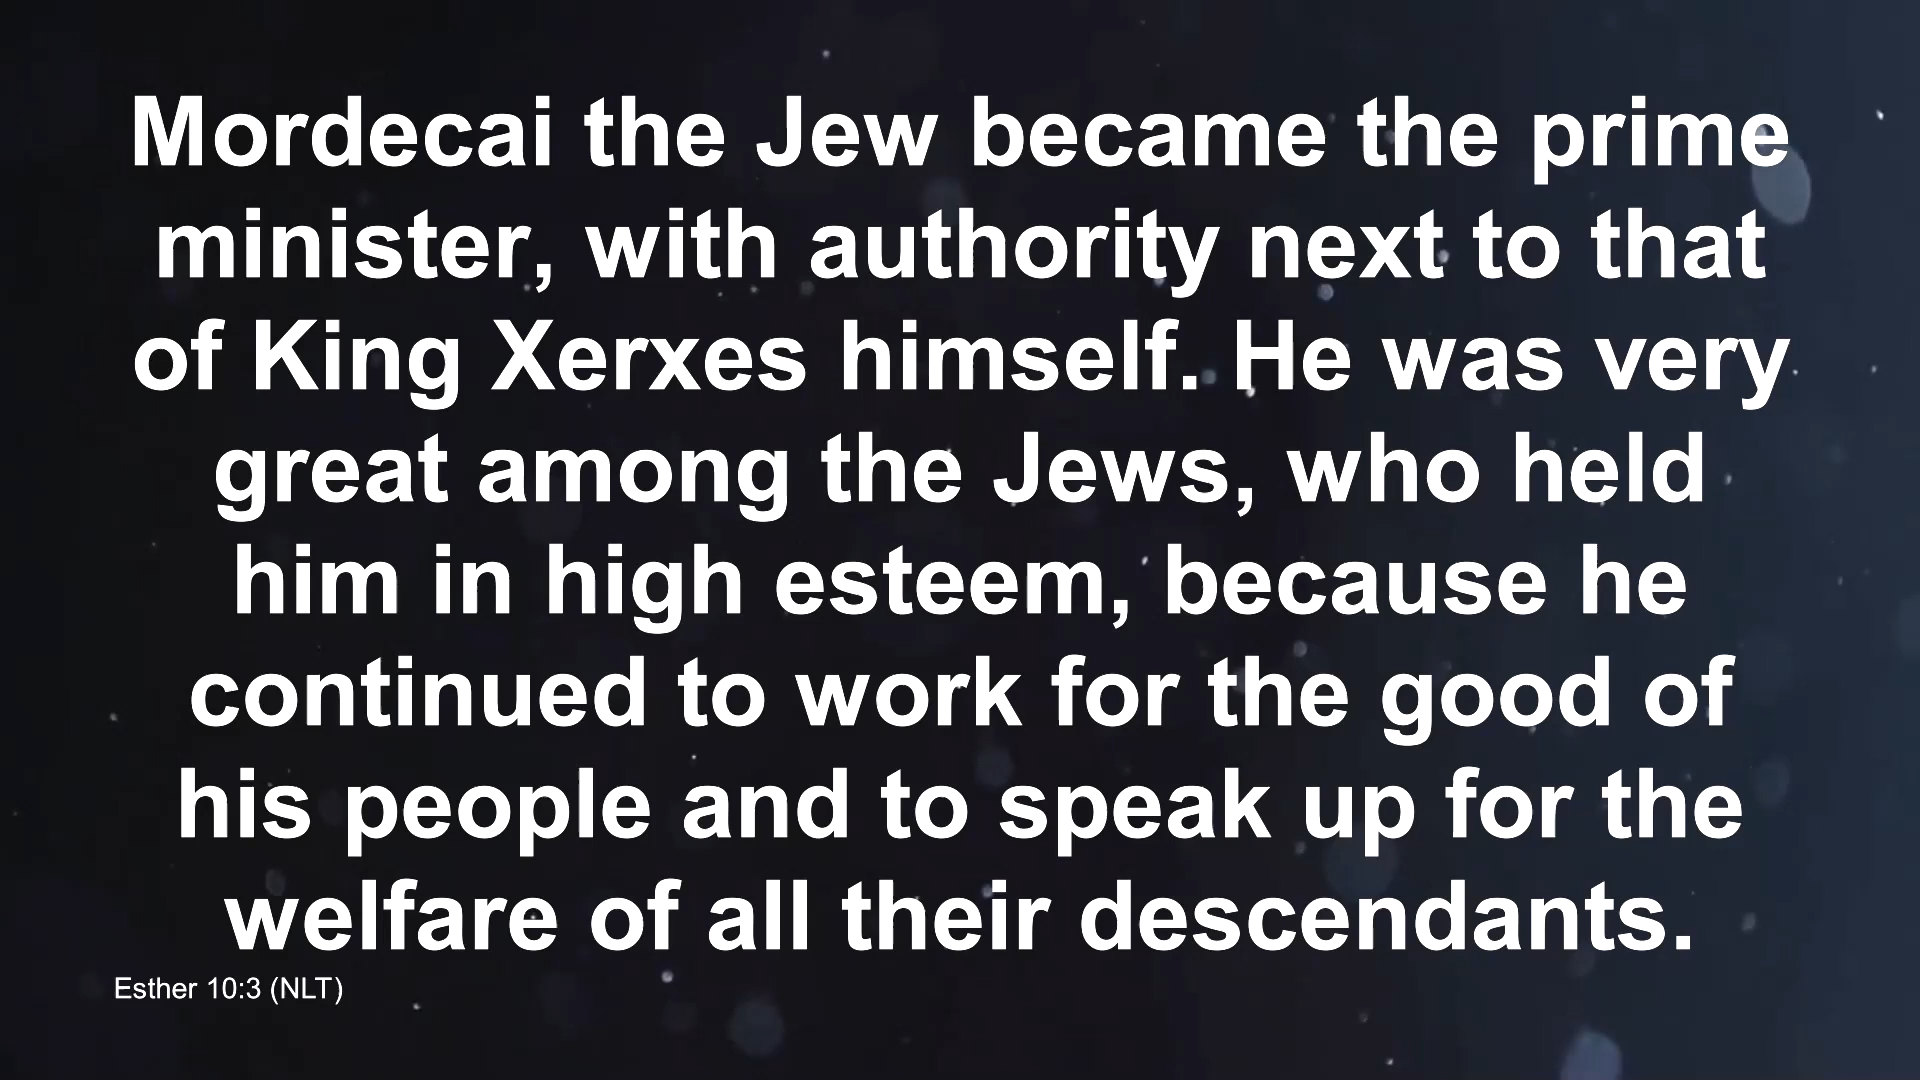 Mordecai the Jew became the prime
minister, with authority next to that
of King Xerxes himself. He was very
great among the Jews, who held
him in high esteem, because he
continued to work for the good of
his people and to speak up for the
welfare of all their descendants.
Esther 10:3 (NLT)